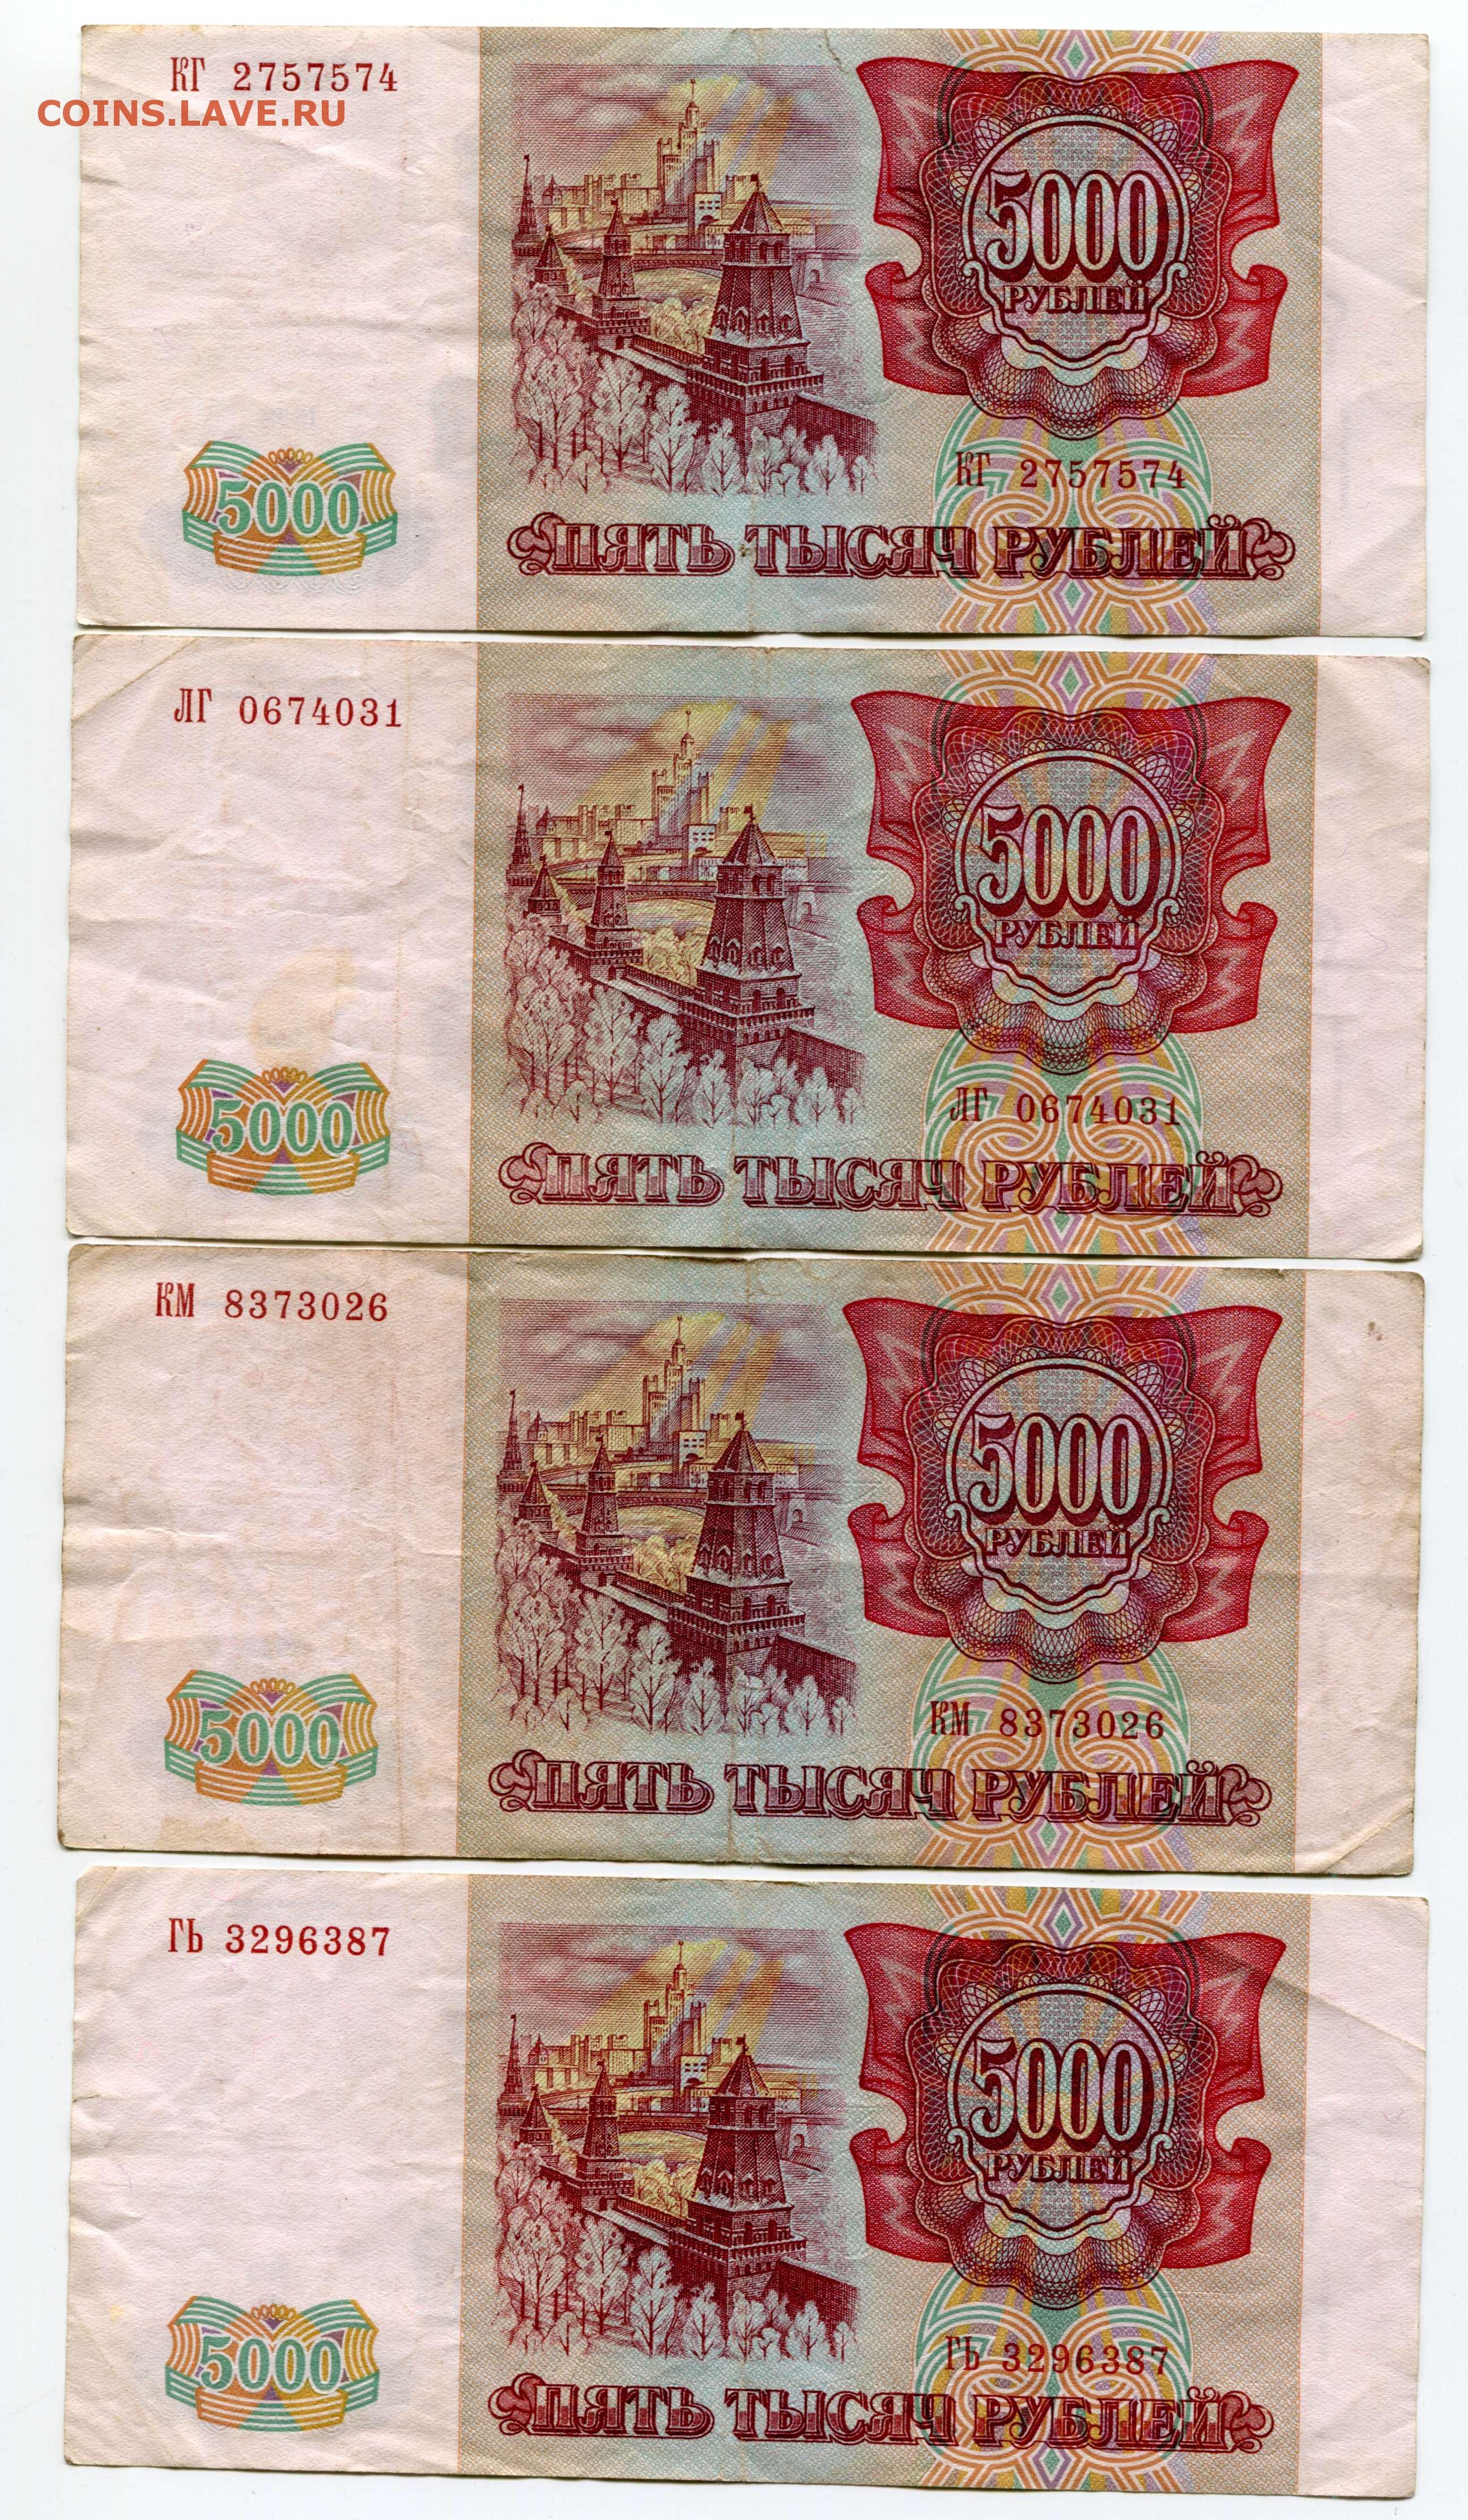 КГ 2757574
COINS.LAVE.RU
5000
РУБЛЕЙ
КГ 2757574
5000
ПЯТЬ ТЫСЯЧ РУБЛЕЙ
ЛГ 0674031
5000
РУБЛЕЙ
ЛГ 0674031
5000
ПЯТЬ ТЫСЯЧ РУБЛЕЙ
КМ 8373026
5000
РУБЛЕЙ
КМ 8373026
5000
ПЯТЬ ТЫСЯЧ РУБЛЕЙ
ГЬ 3296387
5000
РУБЛЕЙ
ГЬ 3296387
5000
ПЯТЬ ТЫСЯЧ РУБЛЕЙ